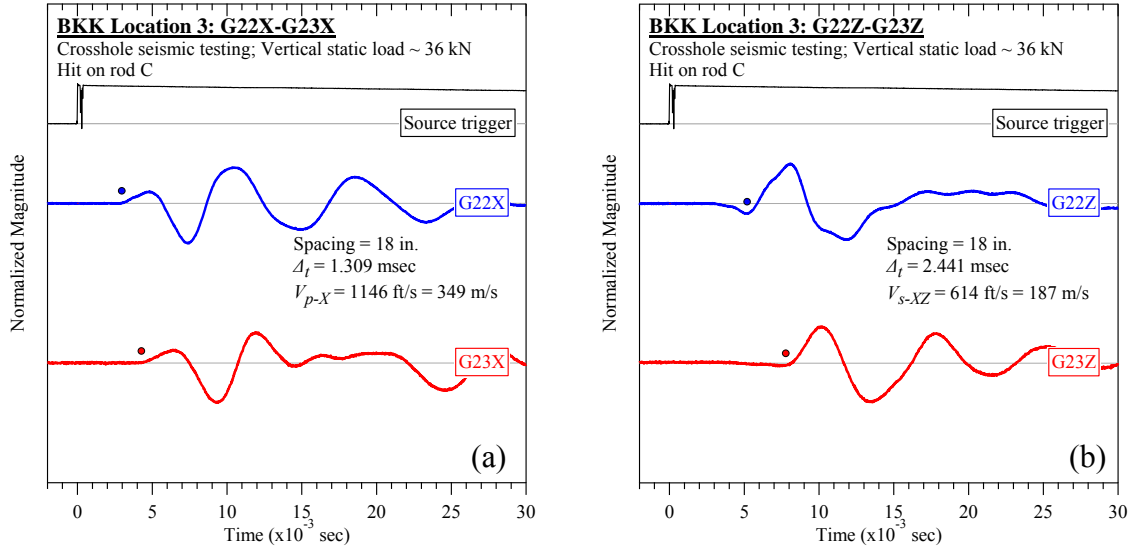 BKK Location 3: G22X-G23X
Crosshole seismic testing; Vertical static load ~ 36 kN
Hit on rod C
Source trigger
Normalized Magnitude
G22X
Spacing = 18 in.
Δt = 1.309 msec
Vp-X = 1146 ft/s = 349 m/s
G23X
(a)
0 5 10 15 20 25 30
Time (x10-3 sec)
BKK Location 3: G22Z-G23Z
Crosshole seismic testing; Vertical static load ~ 36 kN
Hit on rod C
Source trigger
Normalized Magnitude
G22Z
Spacing = 18 in.
Δt = 2.441 msec
Vs-XZ = 614 ft/s = 187 m/s
G23Z
(b)
0 5 10 15 20 25 30
Time (x10-3 sec)